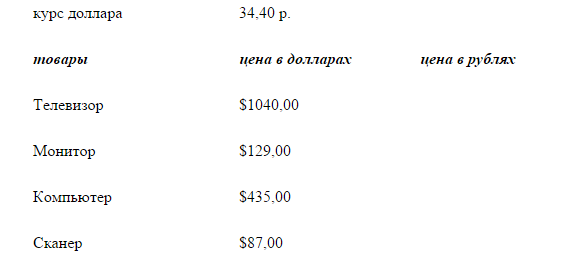 курс доллара 34,40 р.
товары цена в долларах цена в рублях
Телевизор $1040,00
Монитор $129,00
Компьютер $435,00
Сканер $87,00